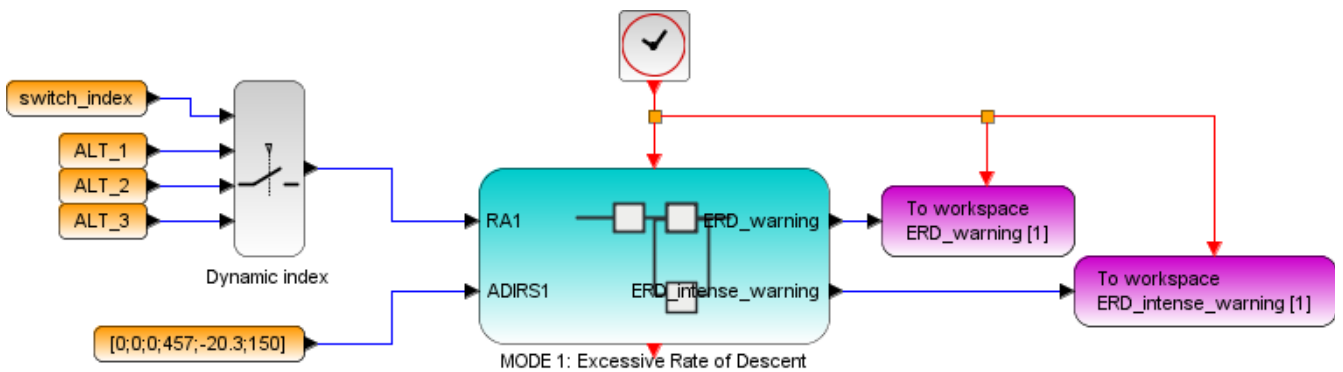 switch_index
ALT_1
ALT_2
ALT_3
Dynamic index
[0;0;0;457;-20.3;150]
RA1
ADIRS1
ERD_warning
ERD_intense_warning
MODE 1: Excessive Rate of Descent
To workspace
ERD_warning [1]
To workspace
ERD_intense_warning [1]